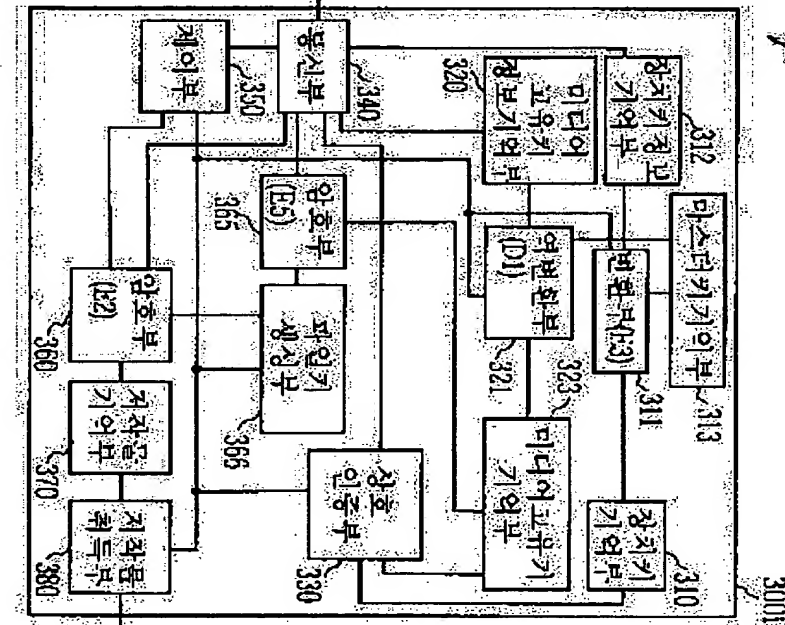 마스터키기억부
313
장치키정보
기억부
312
변환부(E3)
311
장치키
기억부
310
미디어
고유키
정보기억부
320
역변환부
(D1)
321
미디어고유키
기억부
323
통신부
340
암호부
(E5)
365
파일키
생성부
366
상호
인증부
330
제어부
350
암호부
(E2)
360
저작물
기억부
370
저작물
취득부
380